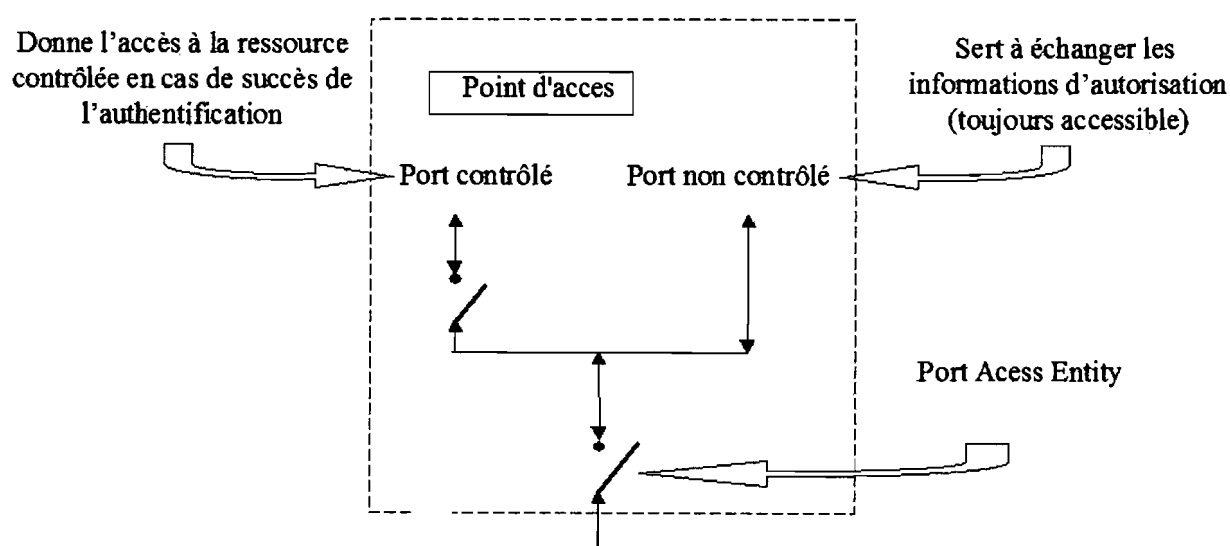 Donne l'accès à la ressource
contrôlée en cas de succès de
l'authentification
Point d'acces
Sert à échanger les
informations d'autorisation
(toujours accessible)
Port contrôlé
Port non contrôlé
Port Acess Entity